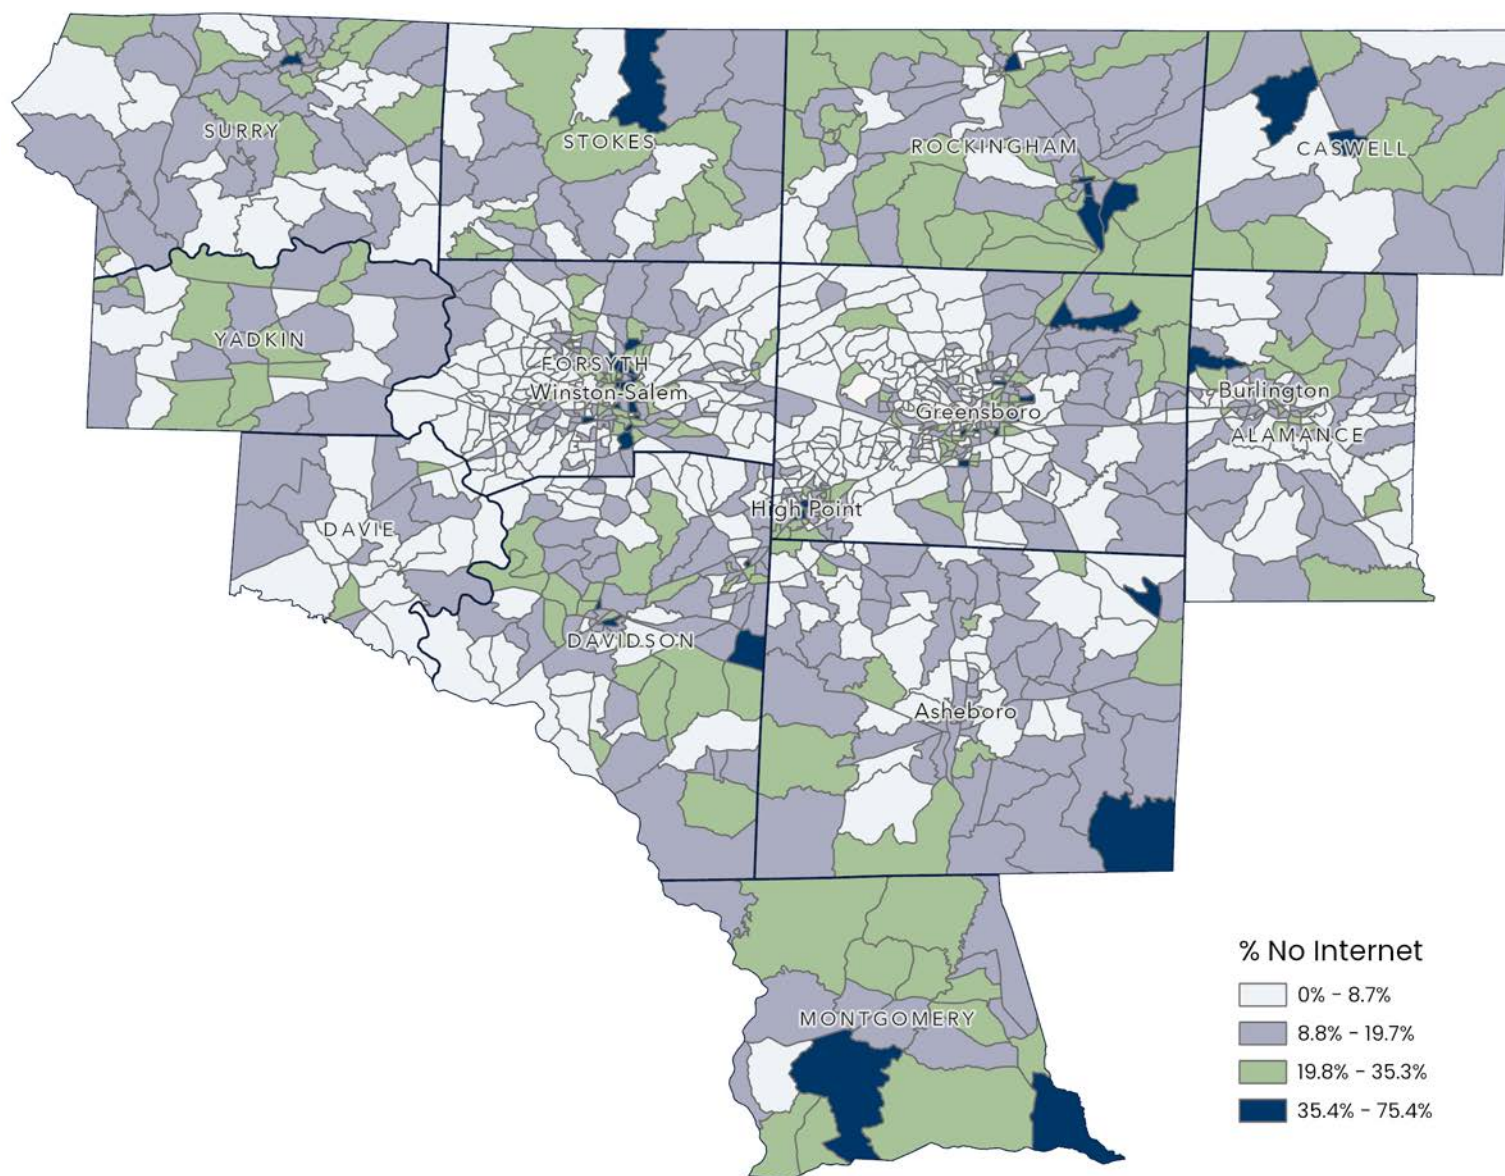 SURRY
STOKES
ROCKINGHAM
CASWELL
YADKIN
FORSYTH
Winston-Salem
Greensboro
Burlington
ALAMANCE
High Point
DAVIE
DAVIDSON
Asheboro
MONTGOMERY
% No Internet
0% - 8.7%
8.8% - 19.7%
19.8% - 35.3%
35.4% - 75.4%